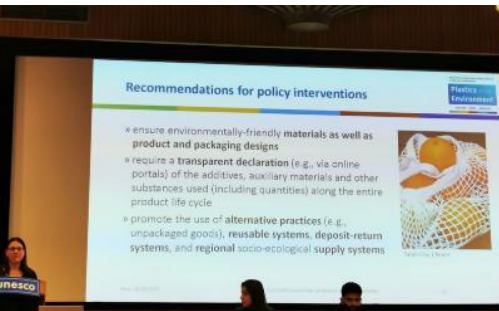 Recommendations for policy interventions
Plastics
Environment
» ensure environmentally-friendly materials as well as
product and packaging designs
» require a transparent declaration (e.g., via online
portals) of the additives, auxiliary materials and other
substances used (including quantities) along the entire
product life cycle
» promote the use of alternative practices (e.g.,
unpackaged goods), reusable systems, deposit-return
systems, and regional socio-ecological supply systems
unesco